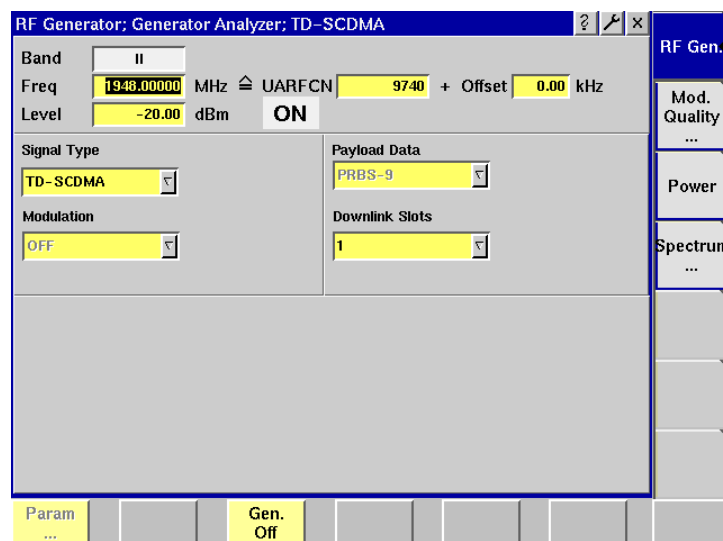 RF Generator; Generator Analyzer; TD-SCDMA ? ×
Band II
Freq 1948.00000 MHz ≙ UARFCN 9740 + Offset 0.00 kHz
Level -20.00 dBm ON
Signal Type
TD-SCDMA
Modulation
OFF
Payload Data
PRBS-9
Downlink Slots
1
RF Gen.
Mod.
Quality
...
Power
Spectrum
...
Param
...
Gen.
Off